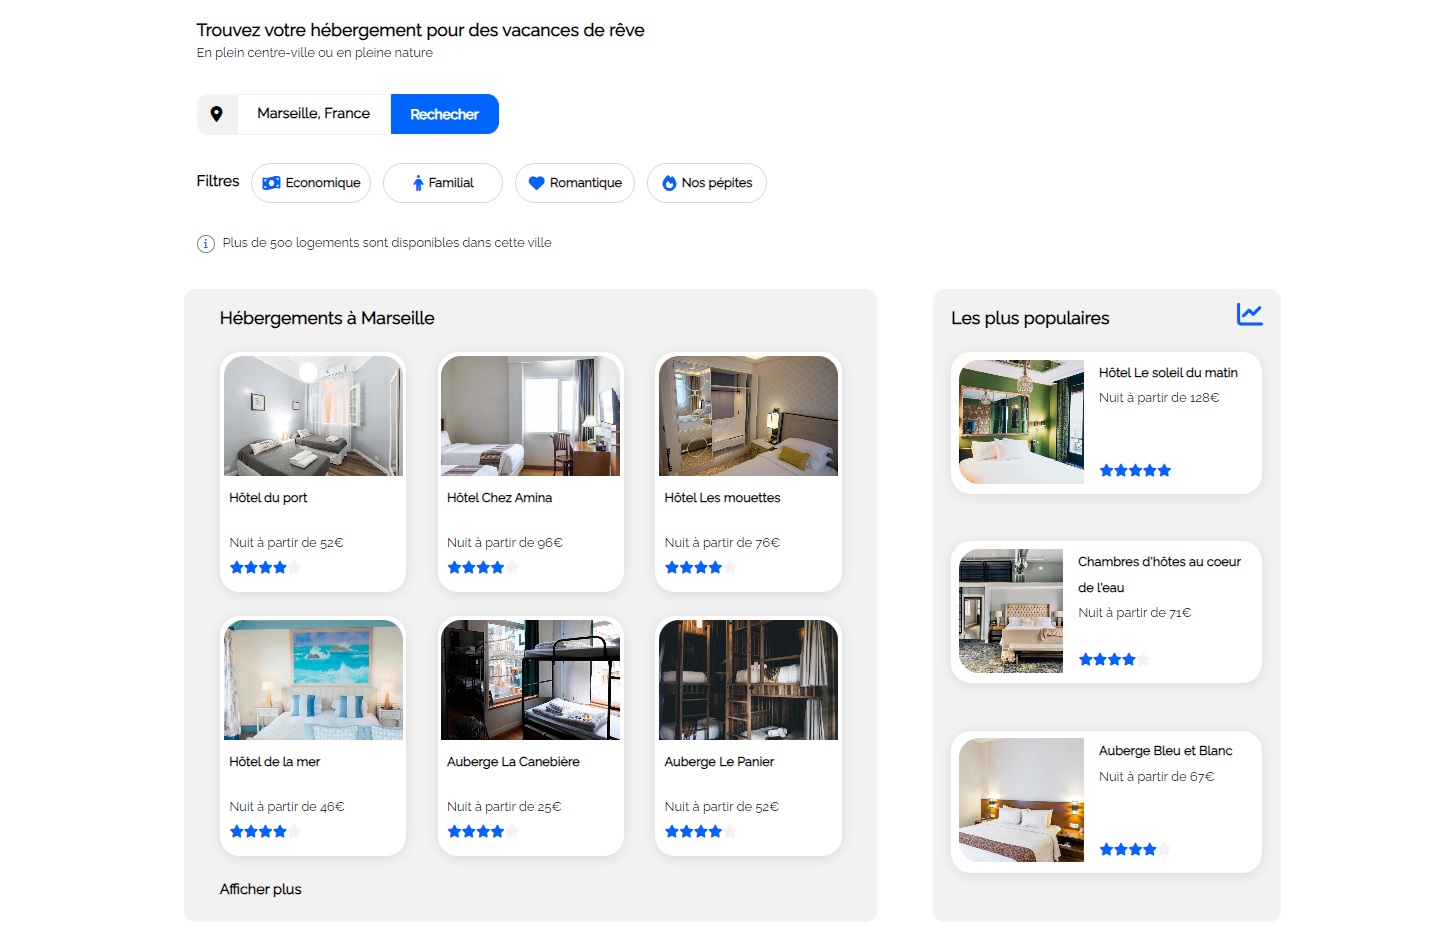 Trouvez votre hébergement pour des vacances de rêve
En plein centre-ville ou en pleine nature
Marseille, France
Rechecher
Filtres
Economique
Familial
Romantique
Nos pépites
Plus de 500 logements sont disponibles dans cette ville
Hébergements à Marseille
Hôtel du port
Nuit à partir de 52€
Hôtel Chez Amina
Nuit à partir de 96€
Hôtel Les mouettes
Nuit à partir de 76€
Hôtel de la mer
Nuit à partir de 46€
Auberge La Canebière
Nuit à partir de 25€
Auberge Le Panier
Nuit à partir de 52€
Afficher plus
Les plus populaires
Hôtel Le soleil du matin
Nuit à partir de 128€
Chambres d'hôtes au coeur
de l'eau
Nuit à partir de 71€
Auberge Bleu et Blanc
Nuit à partir de 67€